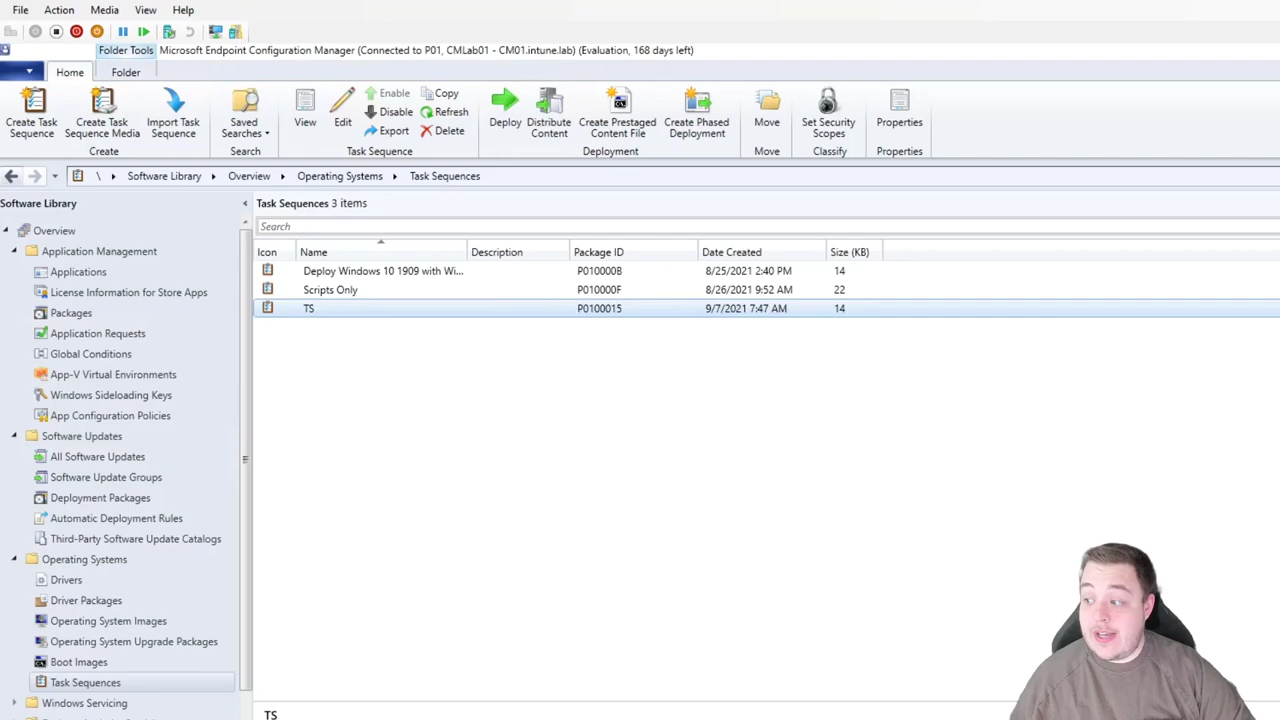 File Action Media View Help
Folder Tools Microsoft Endpoint Configuration Manager (Connected to P01, CMLab01 - CM01.intune.lab) (Evaluation, 168 days left)
Home Folder
Create Task Sequence
Create Task Sequence Media
Import Task Sequence
Create
Saved Searches
Search
View
Edit
Enable
Disable
Export
Copy
Refresh
Delete
Task Sequence
Deploy
Distribute Content
Create Prestaged Content File
Create Phased Deployment
Deployment
Move
Move
Set Security Scopes
Classify
Properties
Properties
\ Software Library Overview Operating Systems Task Sequences
Software Library
Overview
Application Management
Applications
License Information for Store Apps
Packages
Application Requests
Global Conditions
App-V Virtual Environments
Windows Sideloading Keys
App Configuration Policies
Software Updates
All Software Updates
Software Update Groups
Deployment Packages
Automatic Deployment Rules
Third-Party Software Update Catalogs
Operating Systems
Drivers
Driver Packages
Operating System Images
Operating System Upgrade Packages
Boot Images
Task Sequences
Windows Servicing
Task Sequences 3 items
Search
Icon Name Description Package ID Date Created Size (KB)
Deploy Windows 10 1909 with Wi... P010000B 8/25/2021 2:40 PM 14
Scripts Only P010000F 8/26/2021 9:52 AM 22
TS P0100015 9/7/2021 7:47 AM 14
TS